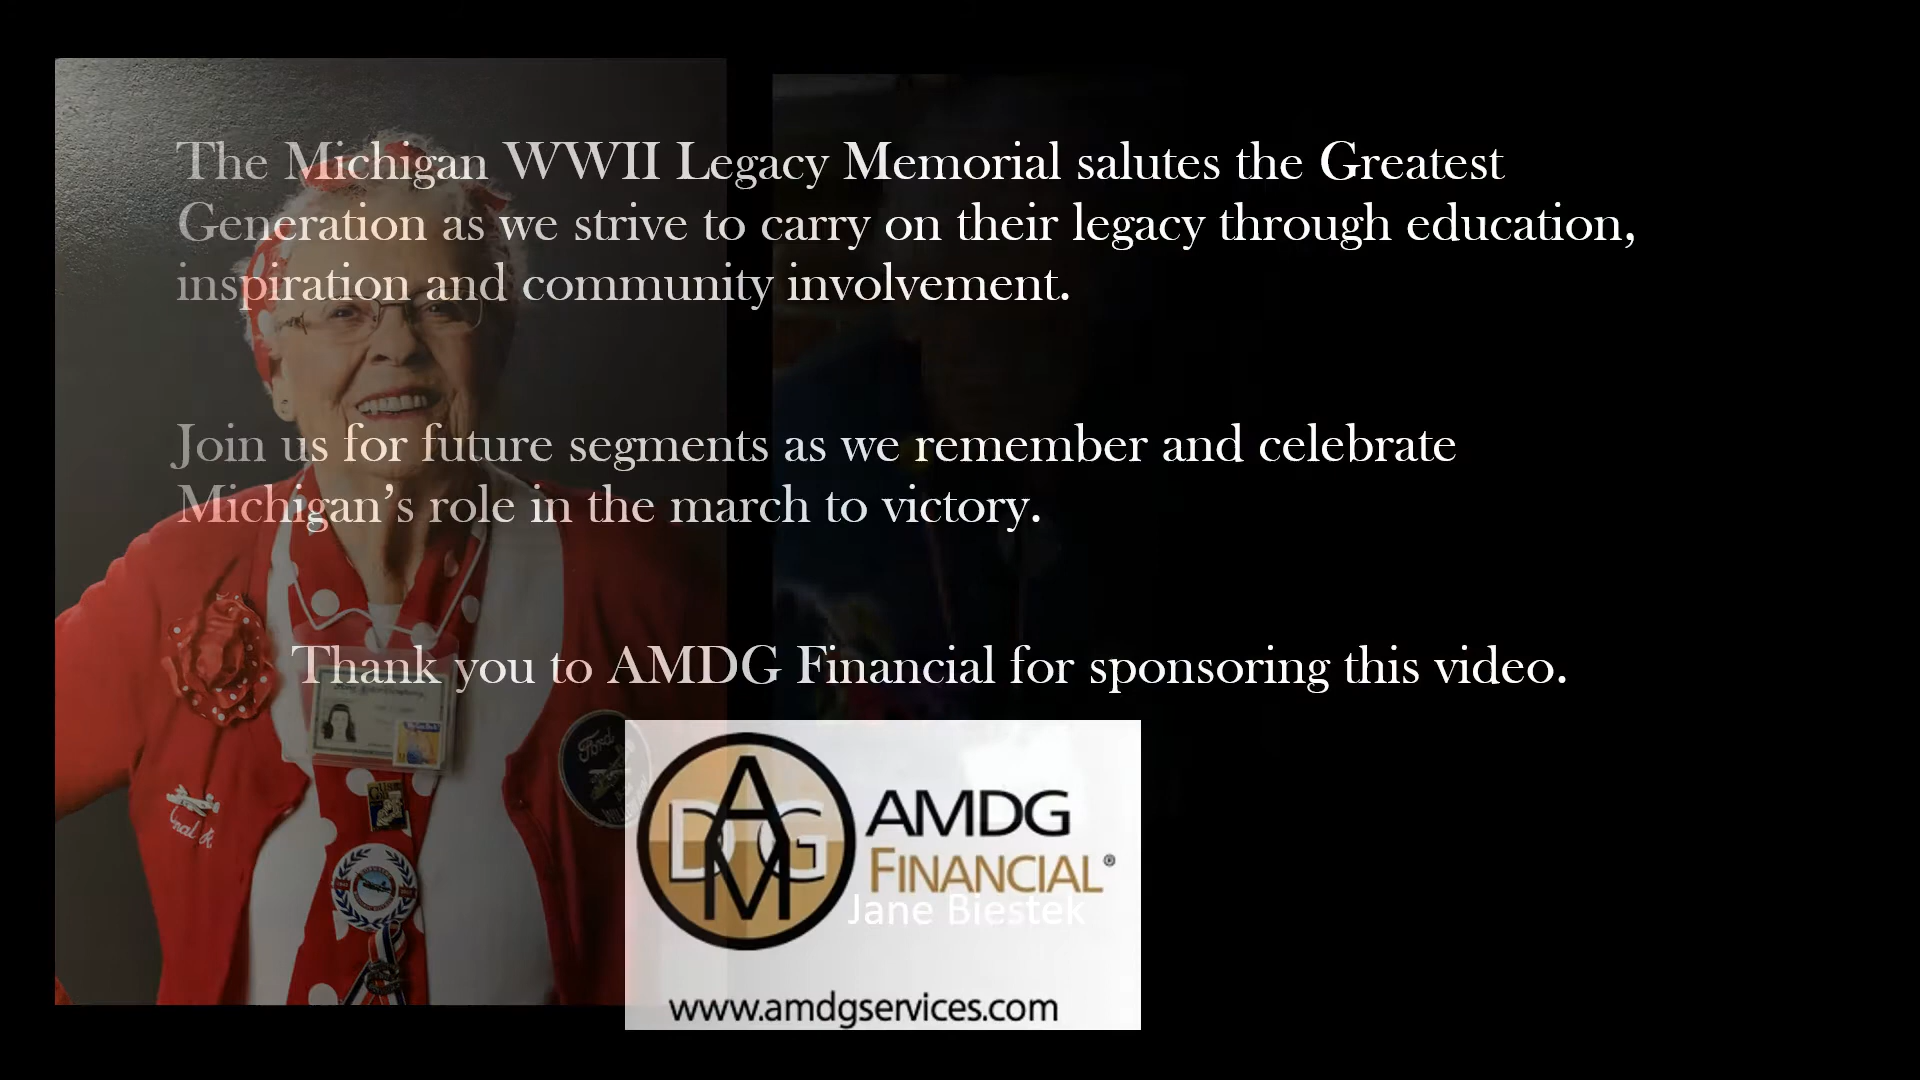 The Michigan WWII Legacy Memorial salutes the Greatest
Generation as we strive to carry on their legacy through education,
inspiration and community involvement.
Join us for future segments as we remember and celebrate
Michigan’s role in the march to victory.
Thank you to AMDG Financial for sponsoring this video.
Ford
AMDG
AMDG
FINANCIAL®
Jane Biestek
www.amdgservices.com